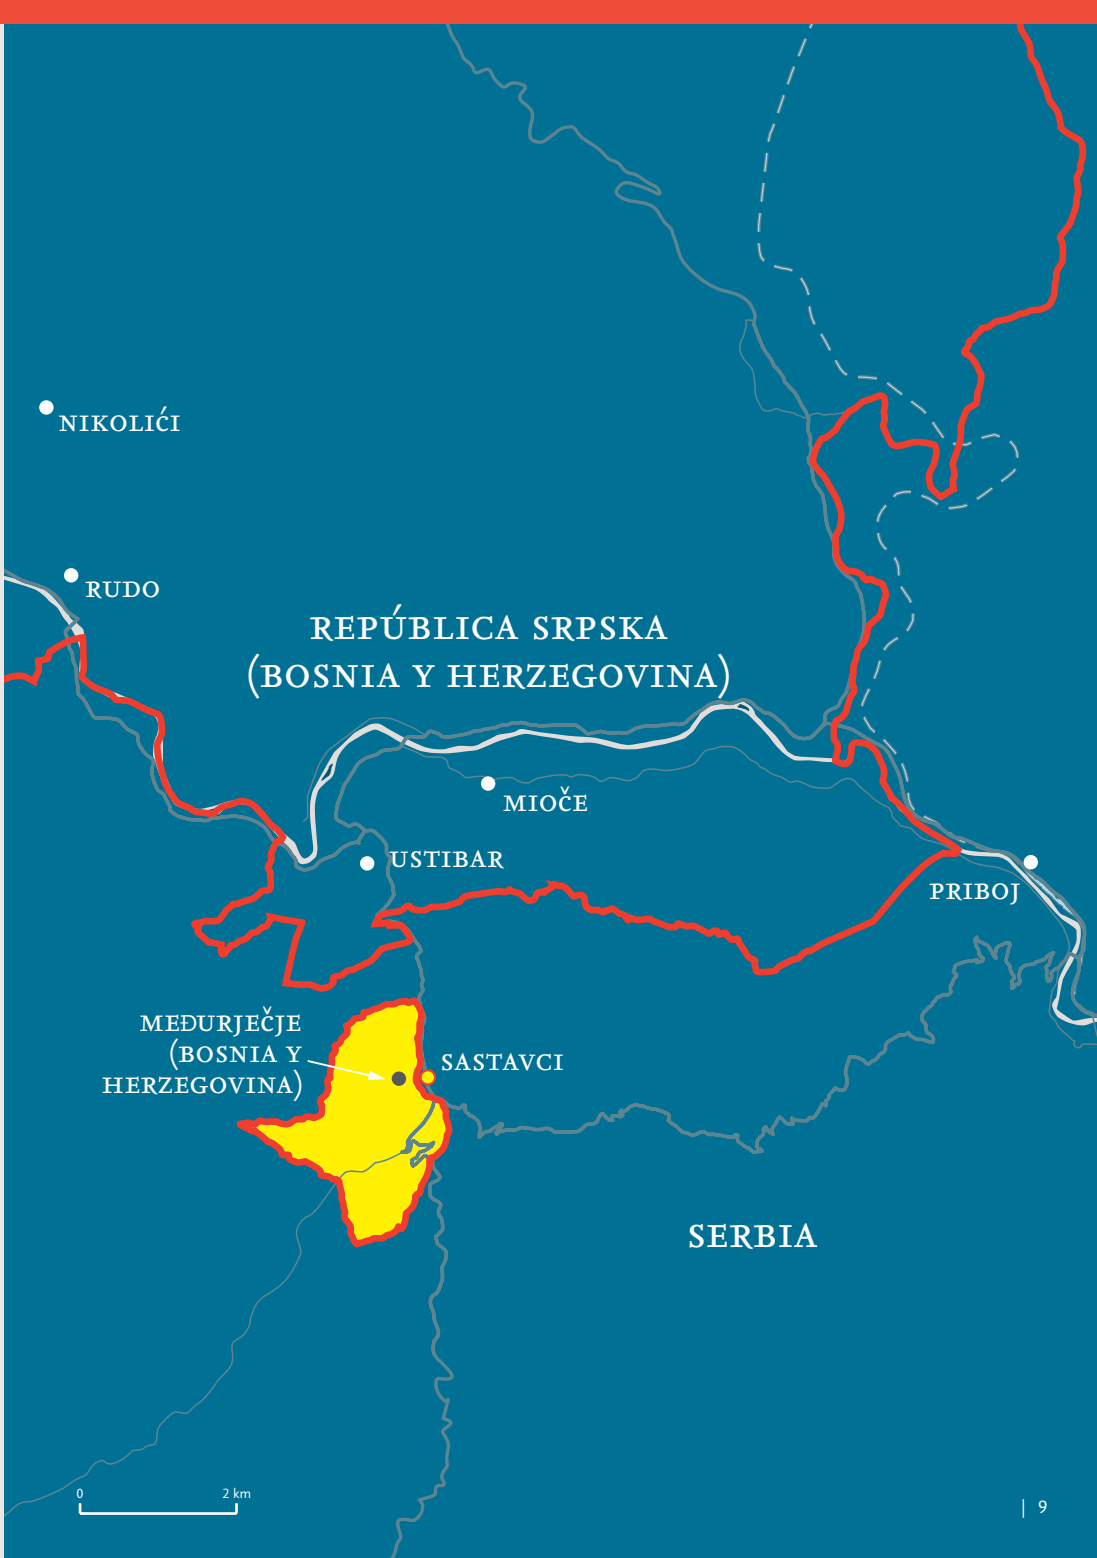 NIKOLIĆI
RUDO
REPÚBLICA SRPSKA
(BOSNIA Y HERZEGOVINA)
MIOČE
USTIBAR
PRIBOJ
MEĐURJEČJE
(BOSNIA Y
HERZEGOVINA)
SASTAVCI
SERBIA
0 2 km
| 9